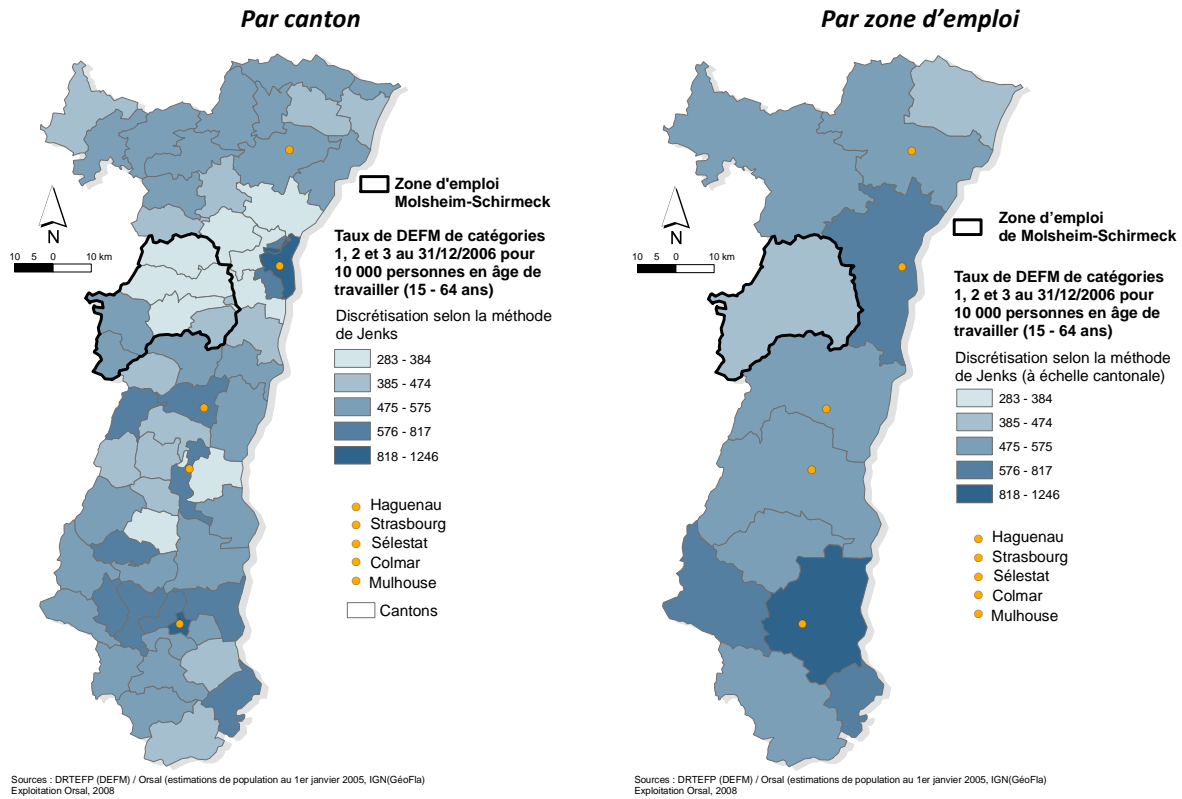 Par canton
Zone d'emploi
Molsheim-Schirmeck
N
10 5 0 10 km
Taux de DEFM de catégories
1, 2 et 3 au 31/12/2006 pour
10 000 personnes en âge de
travailler (15 - 64 ans)
Discrétisation selon la méthode
de Jenks
283 - 384
385 - 474
475 - 575
576 - 817
818 - 1246
Haguenau
Strasbourg
Sélestat
Colmar
Mulhouse
Cantons
Sources : DRTEFP (DEFM) / Orsal (estimations de population au 1er janvier 2005, IGN(GéoFla)
Exploitation Orsal, 2008
Par zone d’emploi
Zone d’emploi
de Molsheim-Schirmeck
N
10 5 0 10 km
Taux de DEFM de catégories
1, 2 et 3 au 31/12/2006 pour
10 000 personnes en âge de
travailler (15 - 64 ans)
Discrétisation selon la méthode
de Jenks (à échelle cantonale)
283 - 384
385 - 474
475 - 575
576 - 817
818 - 1246
Haguenau
Strasbourg
Sélestat
Colmar
Mulhouse
Sources : DRTEFP (DEFM) / Orsal (estimations de population au 1er janvier 2005, IGN(GéoFla)
Exploitation Orsal, 2008